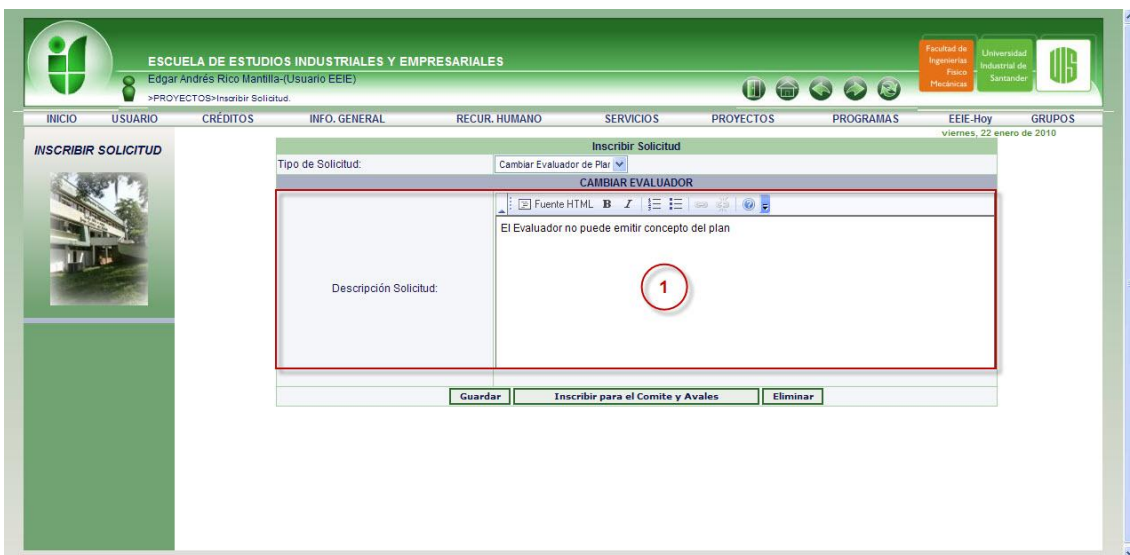 ESCUELA DE ESTUDIOS INDUSTRIALES Y EMPRESARIALES
Edgar Andrés Rico Mantilla-(Usuario EEIE)
>PROYECTOS>Inscribir Solicitud.
Facultad de
Ingenierías
Físico
Mecánicas
Universidad
Industrial de
Santander
INICIO USUARIO CRÉDITOS INFO. GENERAL RECUR. HUMANO SERVICIOS PROYECTOS PROGRAMAS EEIE-Hoy GRUPOS
viernes, 22 enero de 2010
INSCRIBIR SOLICITUD
Inscribir Solicitud
Tipo de Solicitud: Cambiar Evaluador de Plar
CAMBIAR EVALUADOR
Fuente HTML B I
El Evaluador no puede emitir concepto del plan
Descripción Solicitud:
1
Guardar Inscribir para el Comite y Avales Eliminar